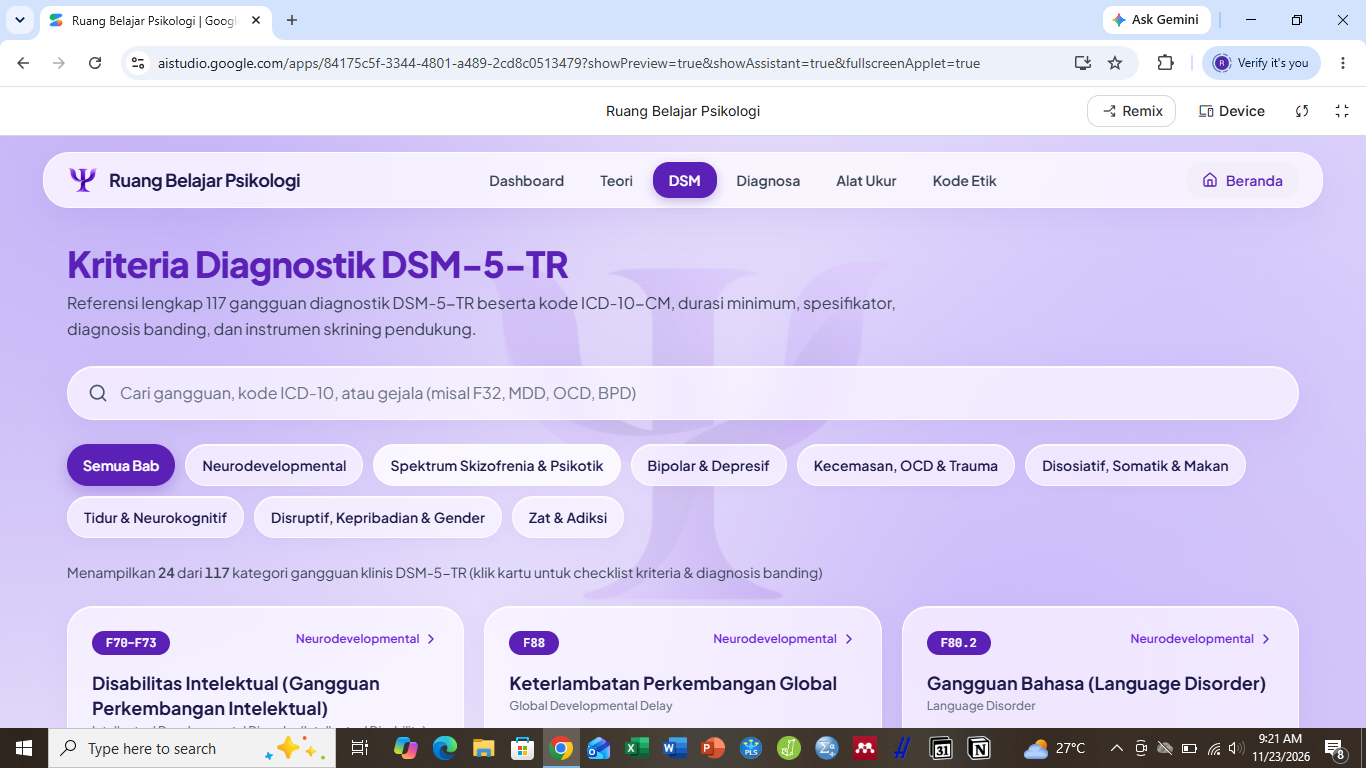 Ruang Belajar Psikologi | Googl
Ask Gemini
aistudio.google.com/apps/84175c5f-3344-4801-a489-2cd8c0513479?showPreview=true&showAssistant=true&fullscreenApplet=true
R
Verify it's you
Ruang Belajar Psikologi
Remix
Device
Ruang Belajar Psikologi
Dashboard
Teori
DSM
Diagnosa
Alat Ukur
Kode Etik
Beranda
Kriteria Diagnostik DSM-5-TR
Referensi lengkap 117 gangguan diagnostik DSM-5-TR beserta kode ICD-10-CM, durasi minimum, spesifikator,
diagnosis banding, dan instrumen skrining pendukung.
Cari gangguan, kode ICD-10, atau gejala (misal F32, MDD, OCD, BPD)
Semua Bab
Neurodevelopmental
Spektrum Skizofrenia & Psikotik
Bipolar & Depresif
Kecemasan, OCD & Trauma
Disosiatif, Somatik & Makan
Tidur & Neurokognitif
Disruptif, Kepribadian & Gender
Zat & Adiksi
Menampilkan 24 dari 117 kategori gangguan klinis DSM-5-TR (klik kartu untuk checklist kriteria & diagnosis banding)
F70-F73
Neurodevelopmental
Disabilitas Intelektual (Gangguan
Perkembangan Intelektual)
F88
Neurodevelopmental
Keterlambatan Perkembangan Global
Global Developmental Delay
F80.2
Neurodevelopmental
Gangguan Bahasa (Language Disorder)
Language Disorder
Type here to search
PLS
31
27°C
9:21 AM
11/23/2026
8